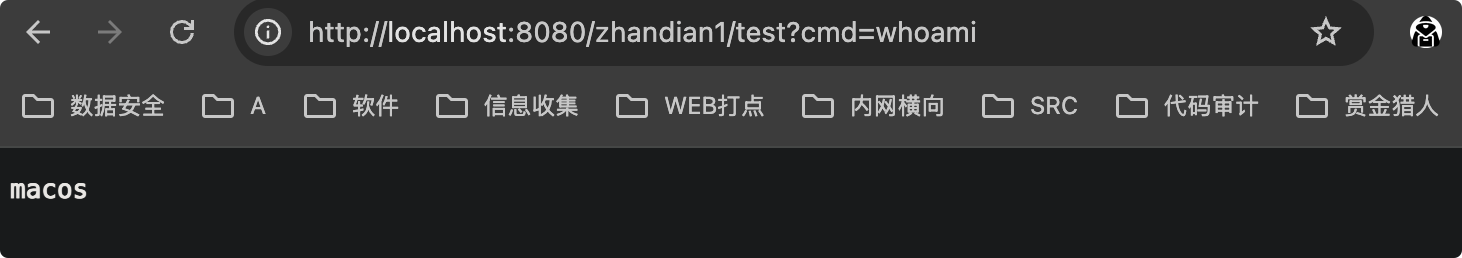 http://localhost:8080/zhandian1/test?cmd=whoami
数据安全 A 软件 信息收集 WEB打点 内网横向 SRC 代码审计 赏金猎人
macos